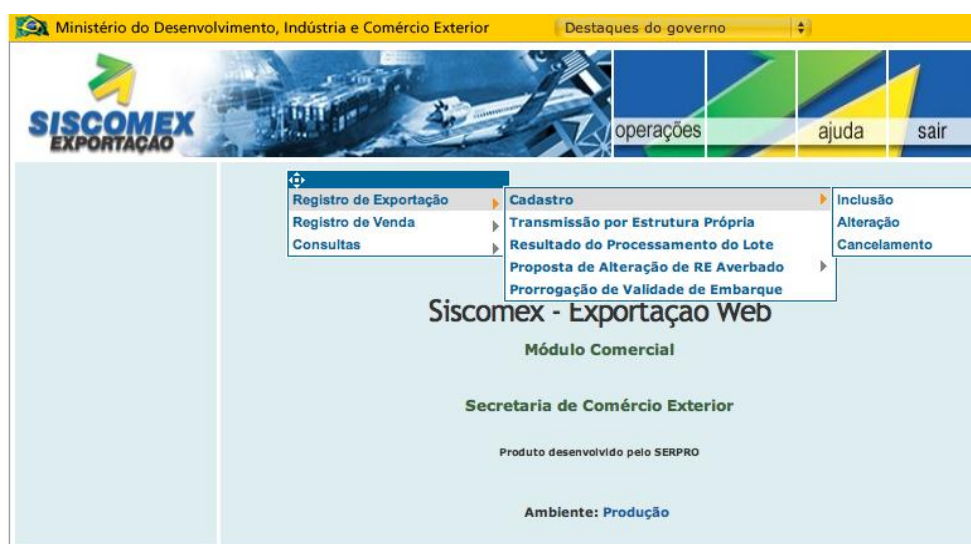 Ministério do Desenvolvimento, Indústria e Comércio Exterior
Destaques do governo
SISCOMEX
EXPORTAÇÃO
operações
ajuda
sair
Registro de Exportação
Registro de Venda
Consultas
Cadastro
Transmissão por Estrutura Própria
Resultado do Processamento do Lote
Proposta de Alteração de RE Averbado
Prorrogação de Validade de Embarque
Inclusão
Alteração
Cancelamento
Siscomex - Exportação Web
Módulo Comercial
Secretaria de Comércio Exterior
Produto desenvolvido pelo SERPRO
Ambiente: Produção